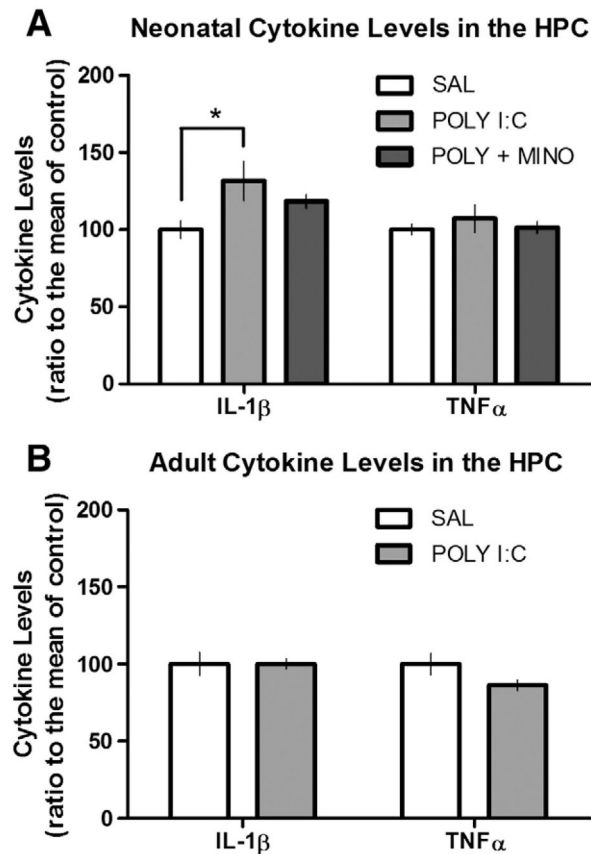 A
Neonatal Cytokine Levels in the HPC
Cytokine Levels
(ratio to the mean of control)
200
150
100
50
0
*
SAL
POLY I:C
POLY + MINO
IL-1β
TNFα
B
Adult Cytokine Levels in the HPC
Cytokine Levels
(ratio to the mean of control)
200
150
100
50
0
SAL
POLY I:C
IL-1β
TNFα